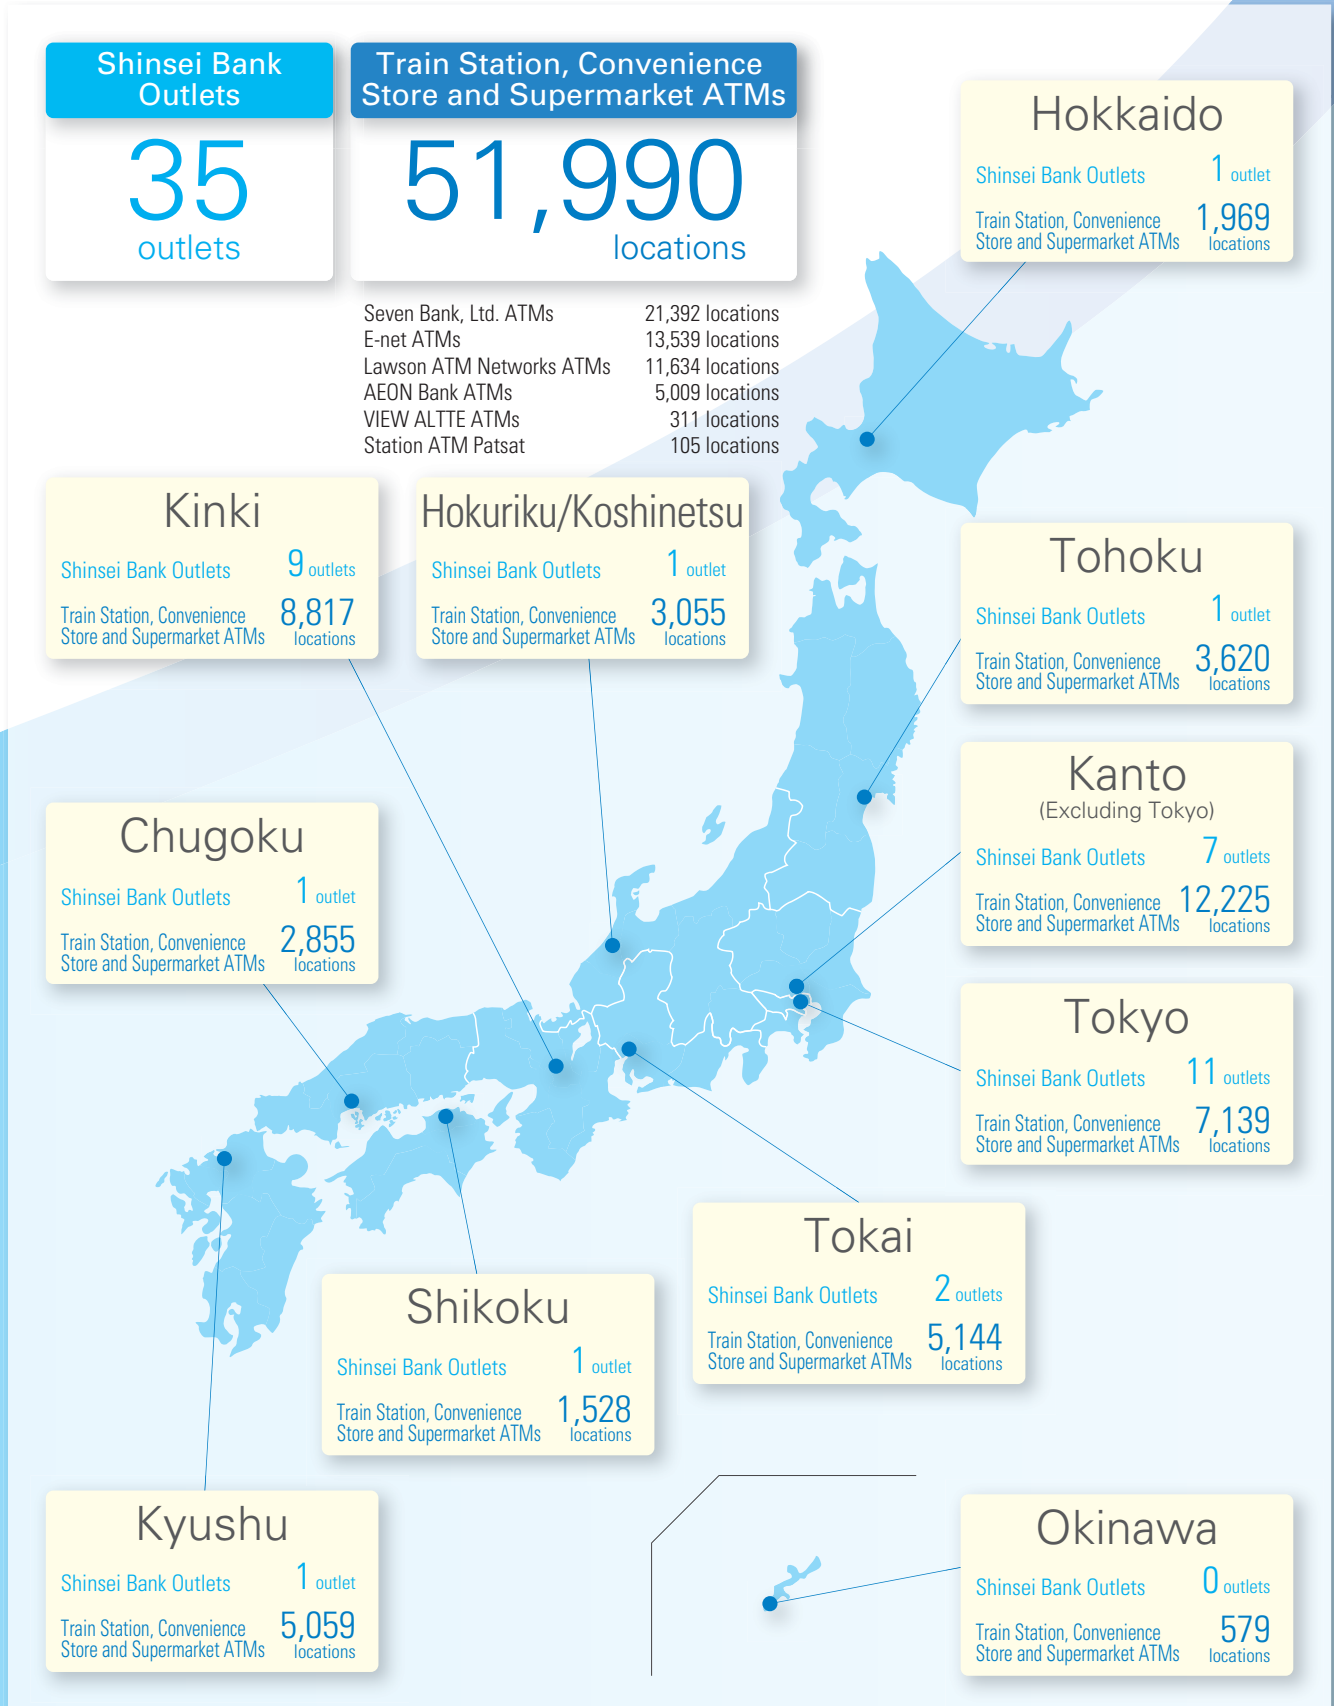 Shinsei Bank
Outlets
35
outlets
Train Station, Convenience
Store and Supermarket ATMs
51,990
locations
Seven Bank, Ltd. ATMs 21,392 locations
E-net ATMs 13,539 locations
Lawson ATM Networks ATMs 11,634 locations
AEON Bank ATMs 5,009 locations
VIEW ALTTE ATMs 311 locations
Station ATM Patsat 105 locations
Hokkaido
Shinsei Bank Outlets 1 outlet
Train Station, Convenience
Store and Supermarket ATMs
1,969
locations
Kinki
Shinsei Bank Outlets 9 outlets
Train Station, Convenience
Store and Supermarket ATMs
8,817
locations
Hokuriku/Koshinetsu
Shinsei Bank Outlets 1 outlet
Train Station, Convenience
Store and Supermarket ATMs
3,055
locations
Tohoku
Shinsei Bank Outlets 1 outlet
Train Station, Convenience
Store and Supermarket ATMs
3,620
locations
Kanto
(Excluding Tokyo)
Shinsei Bank Outlets 7 outlets
Train Station, Convenience
Store and Supermarket ATMs
12,225
locations
Chugoku
Shinsei Bank Outlets 1 outlet
Train Station, Convenience
Store and Supermarket ATMs
2,855
locations
Tokyo
Shinsei Bank Outlets 11 outlets
Train Station, Convenience
Store and Supermarket ATMs
7,139
locations
Tokai
Shinsei Bank Outlets 2 outlets
Train Station, Convenience
Store and Supermarket ATMs
5,144
locations
Shikoku
Shinsei Bank Outlets 1 outlet
Train Station, Convenience
Store and Supermarket ATMs
1,528
locations
Kyushu
Shinsei Bank Outlets 1 outlet
Train Station, Convenience
Store and Supermarket ATMs
5,059
locations
Okinawa
Shinsei Bank Outlets 0 outlets
Train Station, Convenience
Store and Supermarket ATMs
579
locations